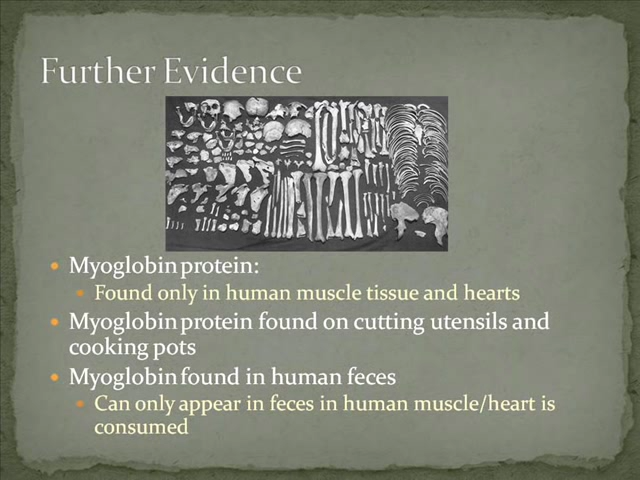 Further Evidence
• Myoglobin protein:
• Found only in human muscle tissue and hearts
• Myoglobin protein found on cutting utensils and
cooking pots
• Myoglobin found in human feces
• Can only appear in feces in human muscle/heart is
consumed